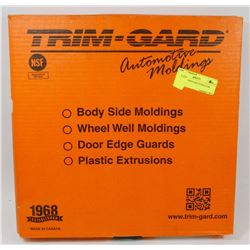 TRIM-GARD
Automotive
Moldings
NSF
Body Side Moldings
Wheel Well Moldings
Door Edge Guards
Plastic Extrusions
1968
MADE IN CANADA
www.trim-gard.com